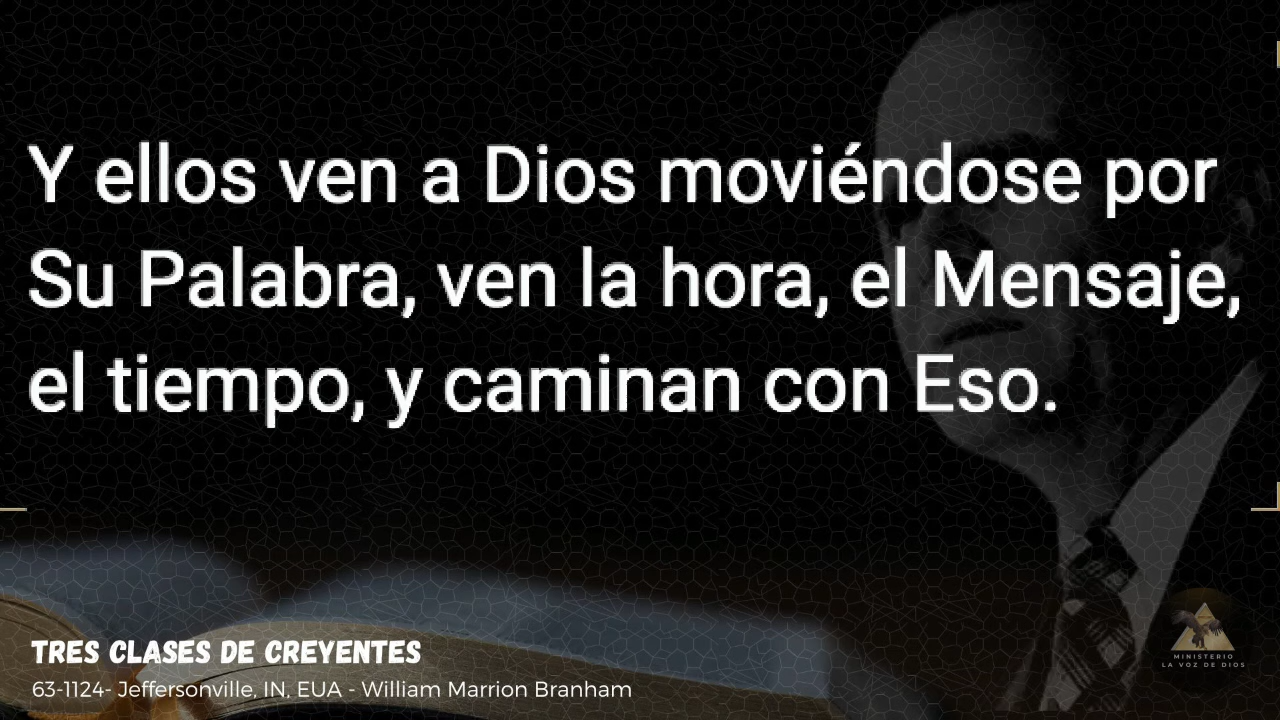 Y ellos ven a Dios moviéndose por
Su Palabra, ven la hora, el Mensaje,
el tiempo, y caminan con Eso.
TRES CLASES DE CREYENTES
63-1124- Jeffersonville, IN, EUA - William Marrion Branham
MINISTERIO
LA VOZ DE DIOS